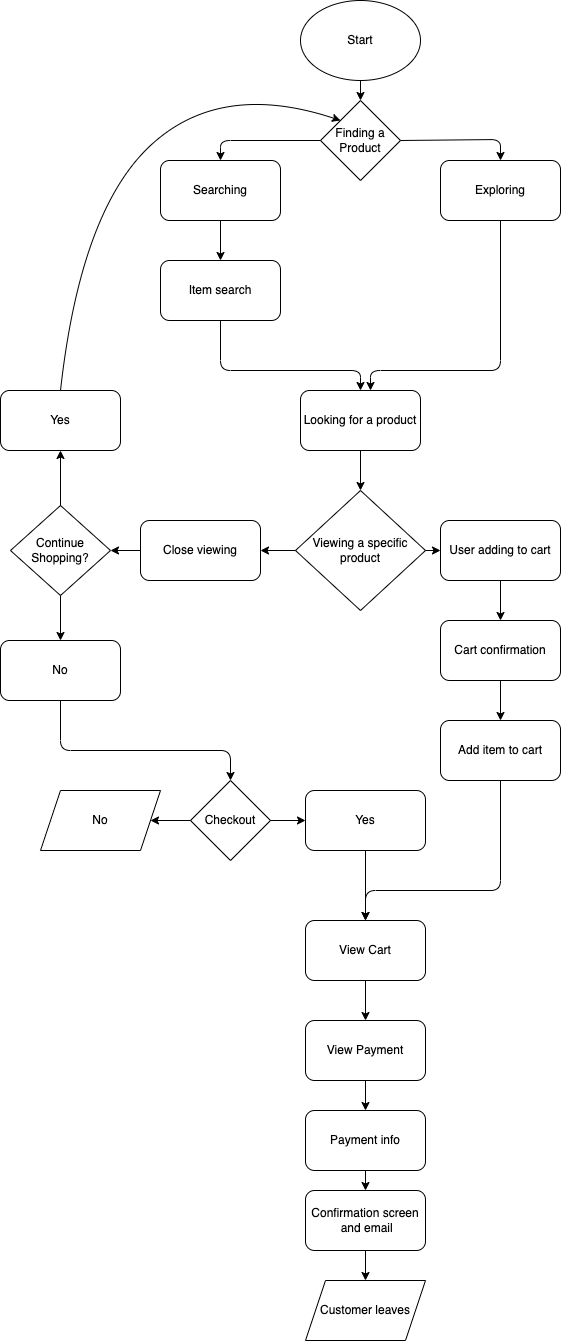 Start
Finding a
Product
Searching
Exploring
Item search
Yes
Looking for a product
Continue
Shopping?
Close viewing
Viewing a specific
product
User adding to cart
Cart confirmation
No
Add item to cart
No
Checkout
Yes
View Cart
View Payment
Payment info
Confirmation screen
and email
Customer leaves